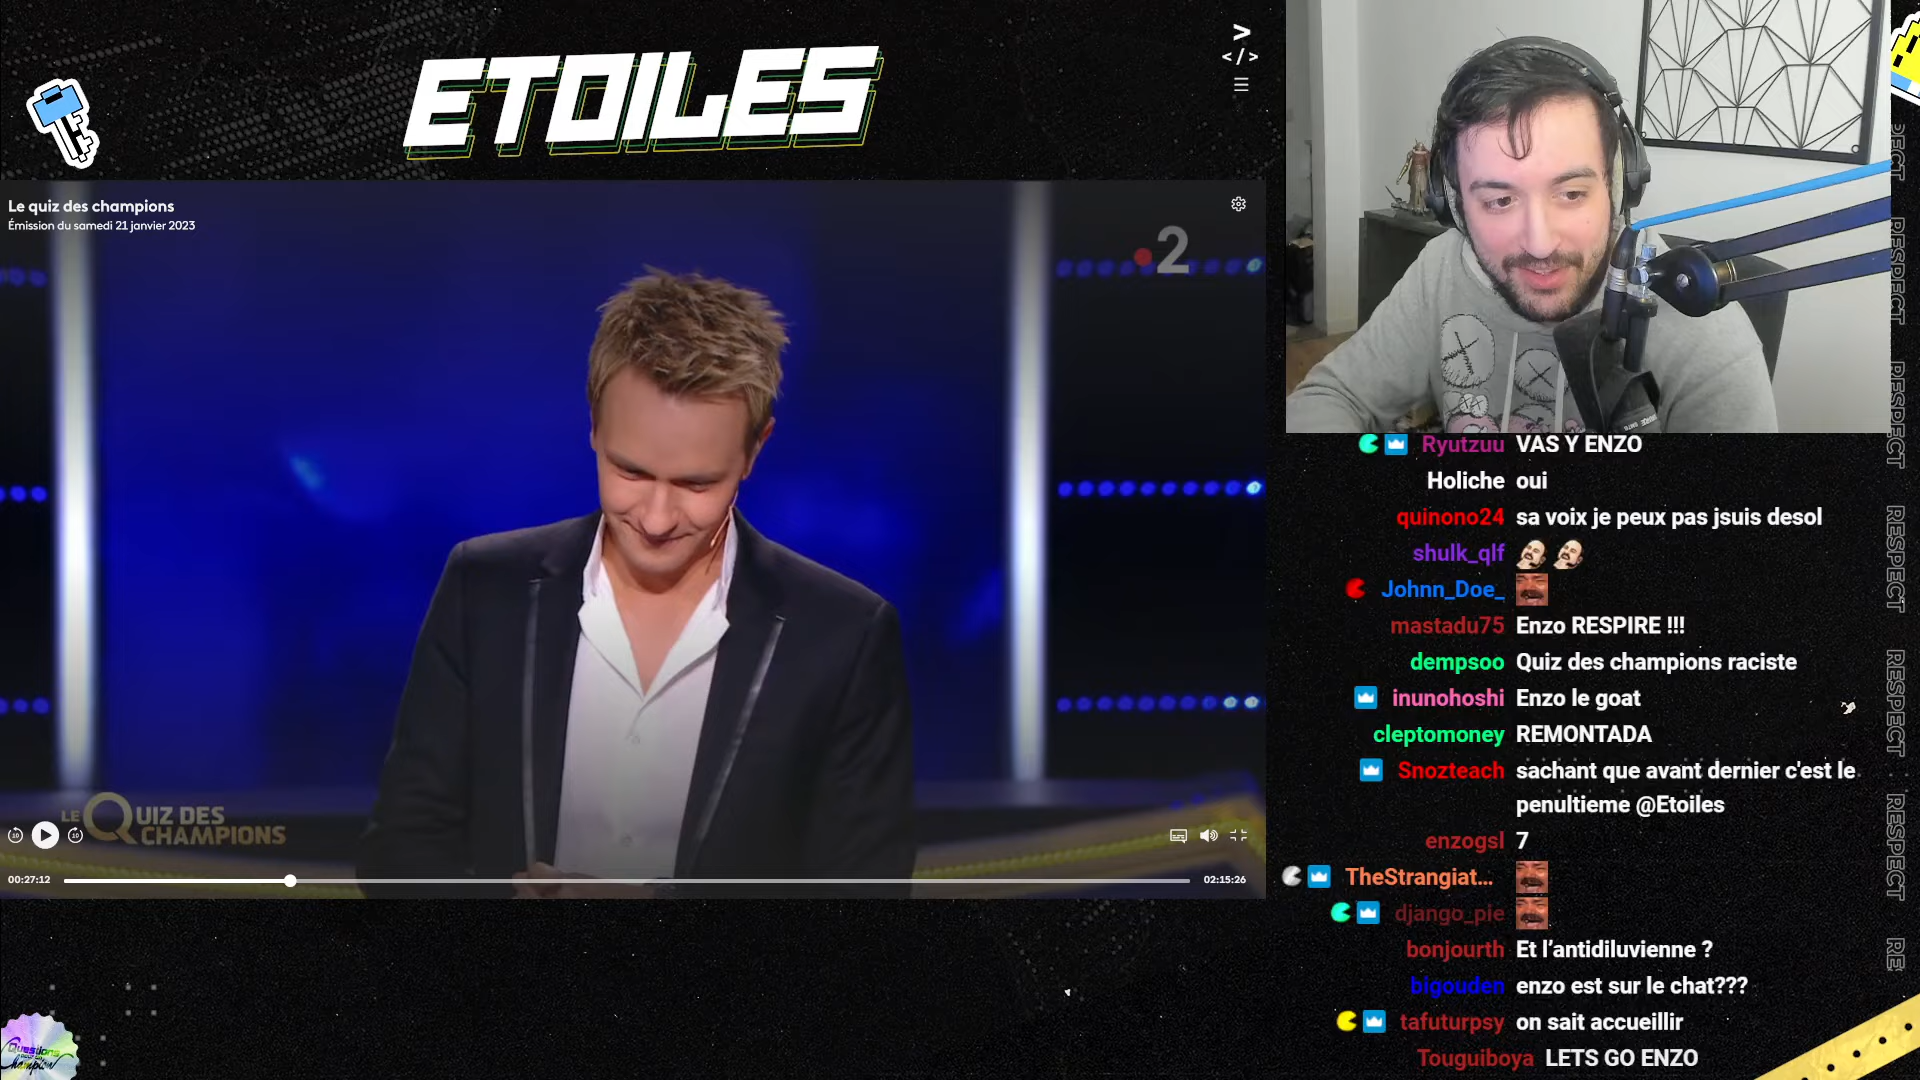 ETOILES
>
</>
Le quiz des champions
Émission du samedi 21 janvier 2023
2
LE QUIZ DES
CHAMPIONS
10
10
00:27:12
02:15:26
Ryutzuu VAS Y ENZO
Holiche oui
quinono24 sa voix je peux pas jsuis desol
shulk_qlf
Johnn_Doe_
mastadu75 Enzo RESPIRE !!!
dempsoo Quiz des champions raciste
inunohoshi Enzo le goat
cleptomoney REMONTADA
Snozteach sachant que avant dernier c'est le
penultieme @Etoiles
enzogsl 7
TheStrangiat...
django_pie
bonjourth Et l’antidiluvienne ?
bigouden enzo est sur le chat???
tafuturpsy on sait accueillir
Touguiboya LETS GO ENZO
RESPECT
RESPECT
RESPECT
RESPECT
RESPECT
Questions
Champion